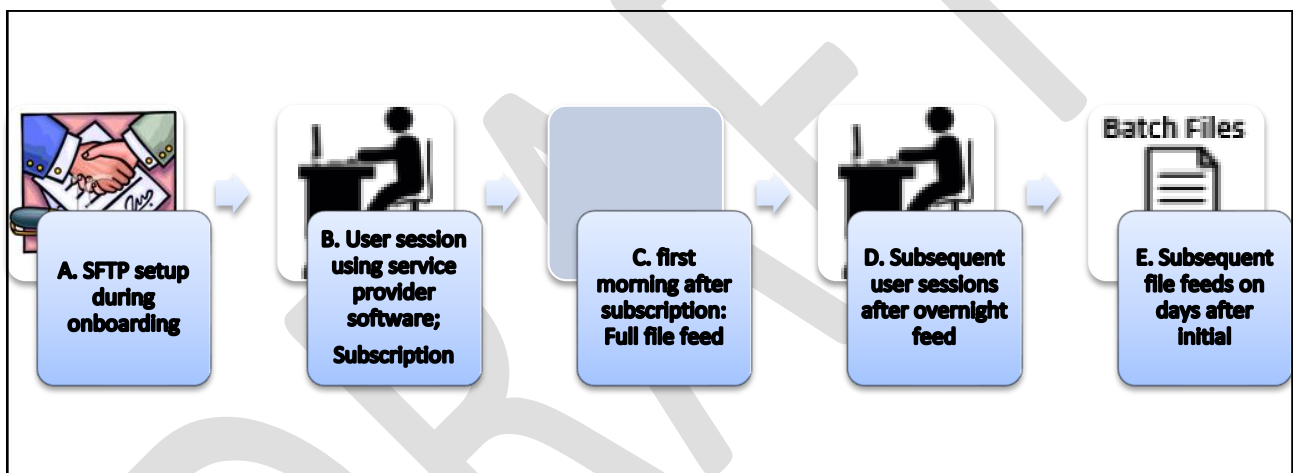 A. SFTP setup
during
onboarding
B. User session
using service
provider
software;
Subscription
C. first
morning after
subscription:
Full file feed
D. Subsequent
user sessions
after overnight
feed
Batch Files
E. Subsequent
file feeds on
days after
initial
DRAFT